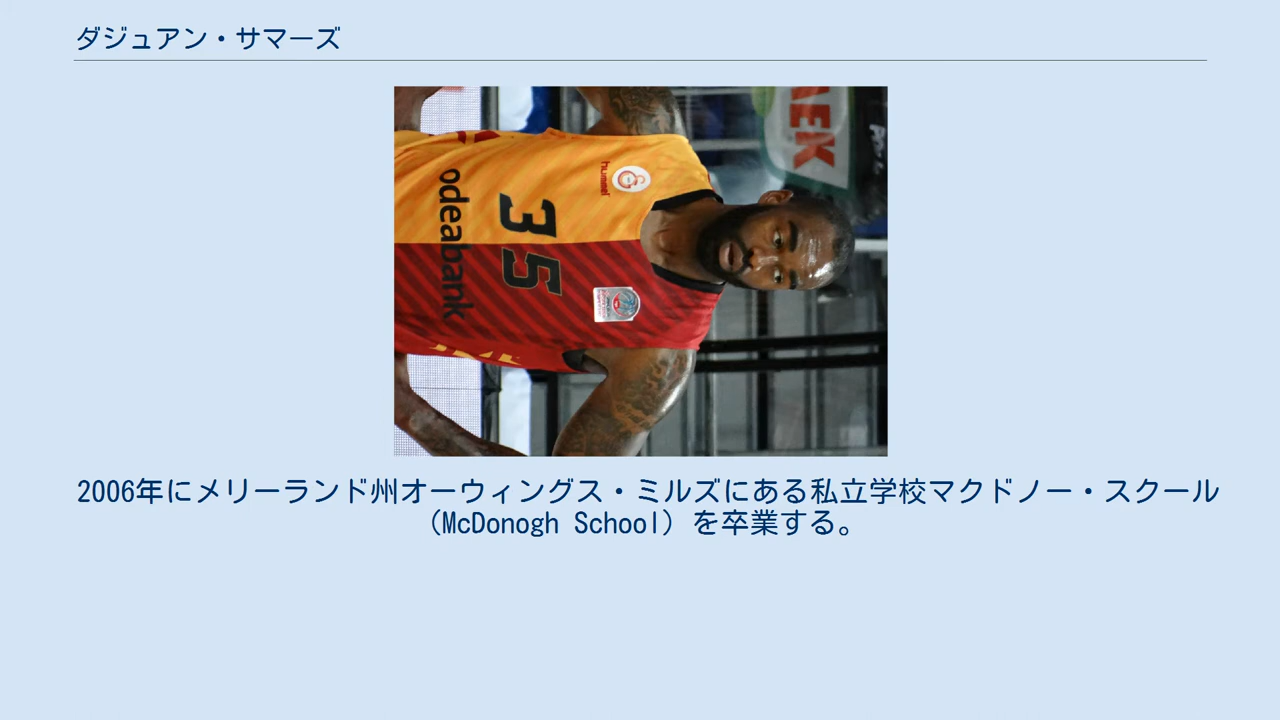 ダジュアン・サマーズ
NEK
hummel
35
odeabank
2006年にメリーランド州オーウィングス・ミルズにある私立学校マクドノー・スクール
（McDonogh School）を卒業する。